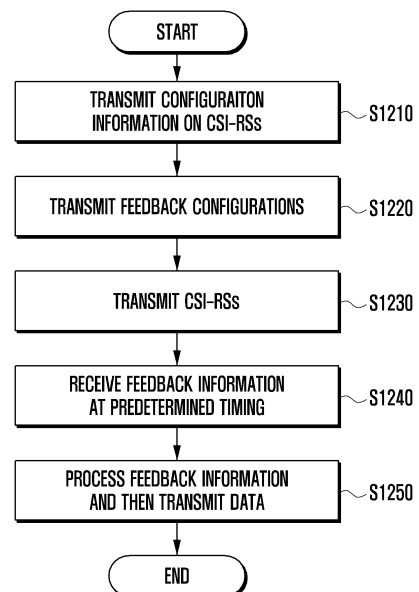 START
TRANSMIT CONFIGURAITON
INFORMATION ON CSI-RSs
S1210
TRANSMIT FEEDBACK CONFIGURATIONS
S1220
TRANSMIT CSI-RSs
S1230
RECEIVE FEEDBACK INFORMATION
AT PREDETERMINED TIMING
S1240
PROCESS FEEDBACK INFORMATION
AND THEN TRANSMIT DATA
S1250
END